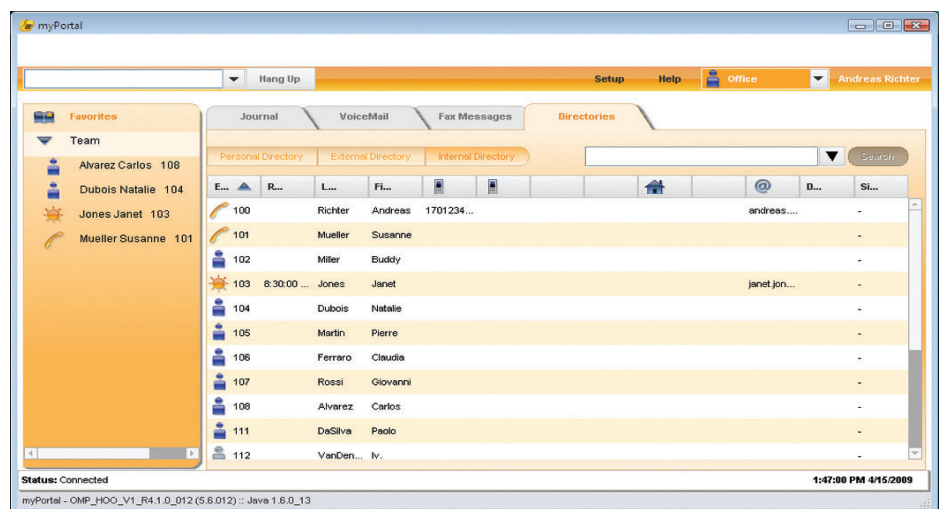 myPortal
Hang Up
Setup Help Office Andreas Richter
Favorites
Team
Alvarez Carlos 108
Dubois Natalie 104
Jones Janet 103
Mueller Susanne 101
Journal VoiceMail Fax Messages Directories
Personal Directory External Directory Internal Directory Search
E... R... L... Fi... @ D... Si...
100 Richter Andreas 1701234... andreas.... -
101 Mueller Susanne -
102 Miller Buddy -
103 8:30:00 ... Jones Janet janet.jon... -
104 Dubois Natalie -
105 Martin Pierre -
106 Ferraro Claudia -
107 Rossi Giovanni -
108 Alvarez Carlos -
111 DaSilva Paolo -
112 VanDen... Iv. -
Status: Connected 1:47:00 PM 4/15/2009
myPortal - OMP_HOO_V1_R4.1.0_012 (5.6.012) :: Java 1.6.0_13